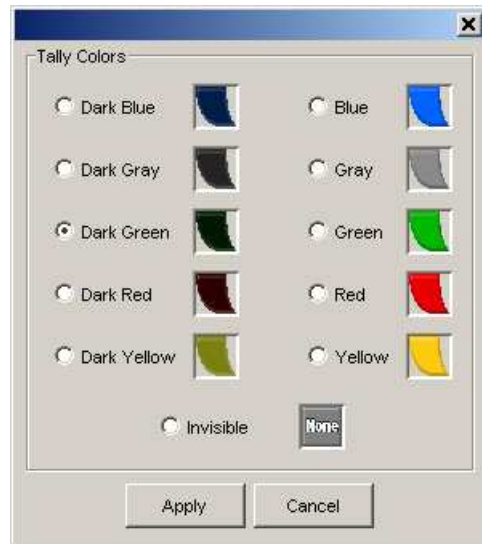 Tally Colors
Dark Blue Blue
Dark Gray Gray
Dark Green Green
Dark Red Red
Dark Yellow Yellow
Invisible None
Apply Cancel